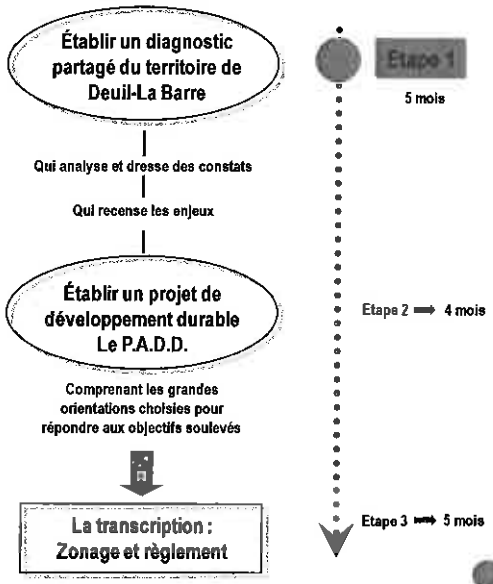 Établir un diagnostic
partagé du territoire de
Deuil-La Barre
Etape 1
5 mois
Qui analyse et dresse des constats
Qui recense les enjeux
Établir un projet de
développement durable
Le P.A.D.D.
Etape 2 ➡ 4 mois
Comprenant les grandes
orientations choisies pour
répondre aux objectifs soulevés
La transcription :
Zonage et règlement
Etape 3 ➡ 5 mois